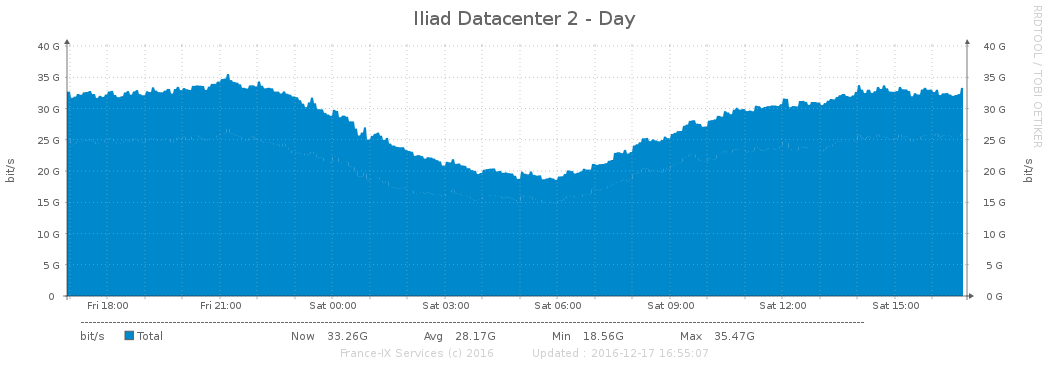 Iliad Datacenter 2 - Day
RRDTOOL / TOBI OETIKER
40 G 40 G
35 G 35 G
30 G 30 G
25 G 25 G
20 G 20 G
15 G 15 G
10 G 10 G
5 G 5 G
0 0 G
bit/s bit/s
Fri 18:00 Fri 21:00 Sat 00:00 Sat 03:00 Sat 06:00 Sat 09:00 Sat 12:00 Sat 15:00
bit/s Total Now 33.26G Avg 28.17G Min 18.56G Max 35.47G
France-IX Services (c) 2016 Updated : 2016-12-17 16:55:07